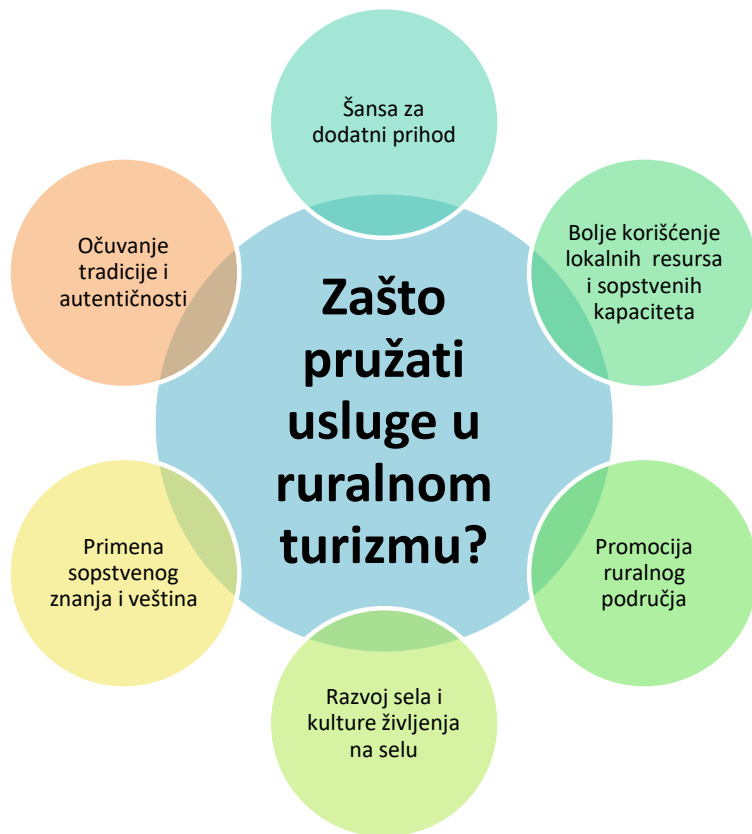 Zašto
pružati
usluge u
ruralnom
turizmu?
Šansa za
dodatni prihod
Bolje korišćenje
lokalnih resursa
i sopstvenih
kapaciteta
Promocija
ruralnog
područja
Razvoj sela i
kulture življenja
na selu
Primena
sopstvenog
znanja i veština
Očuvanje
tradicije i
autentičnosti